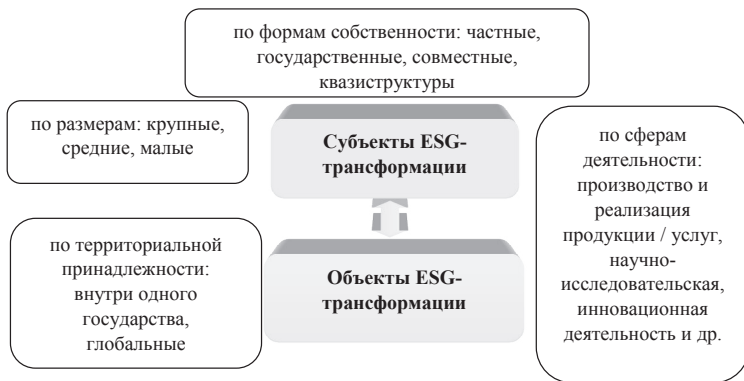 по формам собственности: частные,
государственные, совместные,
квазиструктуры
по размерам: крупные,
средние, малые
Субъекты ESG-
трансформации
по сферам
деятельности:
производство и
реализация
продукции / услуг,
научно-
исследовательская,
инновационная
деятельность и др.
по территориальной
принадлежности:
внутри одного
государства,
глобальные
Объекты ESG-
трансформации